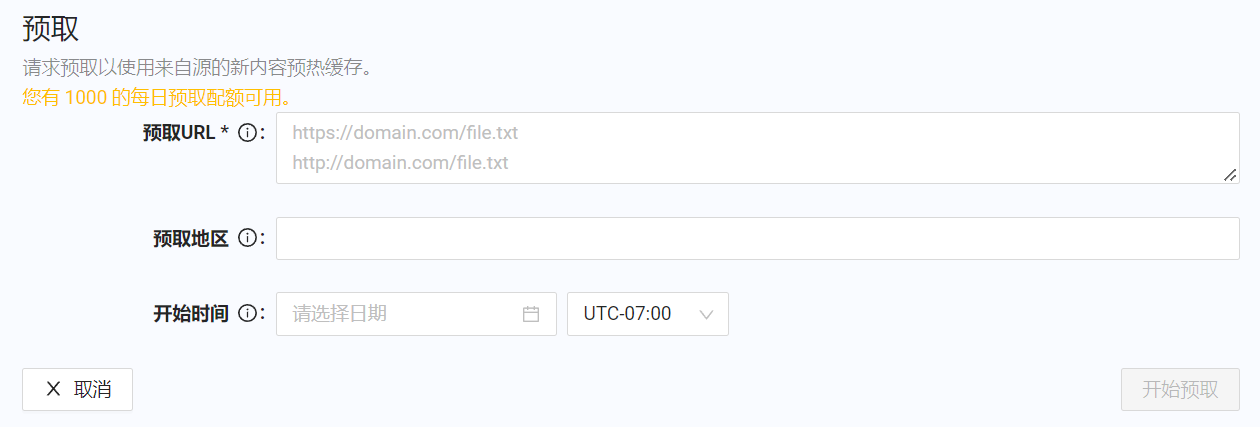 预取
请求预取以使用来自源的新内容预热缓存。
您有 1000 的每日预取配额可用。
预取URL * ⓘ:
https://domain.com/file.txt
http://domain.com/file.txt
预取地区 ⓘ:
开始时间 ⓘ: 请选择日期 UTC-07:00
取消 开始预取